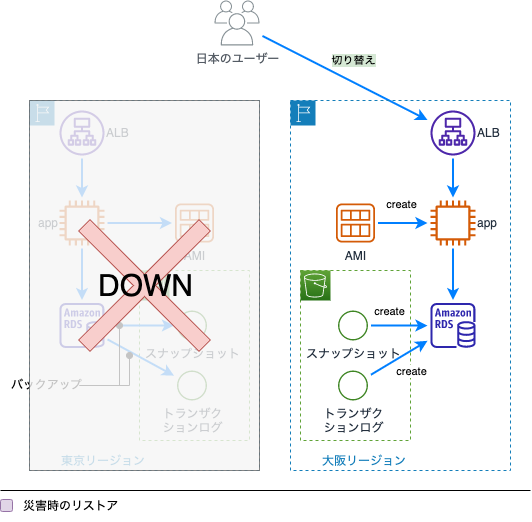 日本のユーザー
切り替え
ALB
app
AMI
DOWN
Amazon
RDS
スナップショット
トランザク
ションログ
バックアップ
東京リージョン
ALB
create
app
AMI
create
Amazon
RDS
スナップショット
create
トランザク
ションログ
大阪リージョン
災害時のリストア